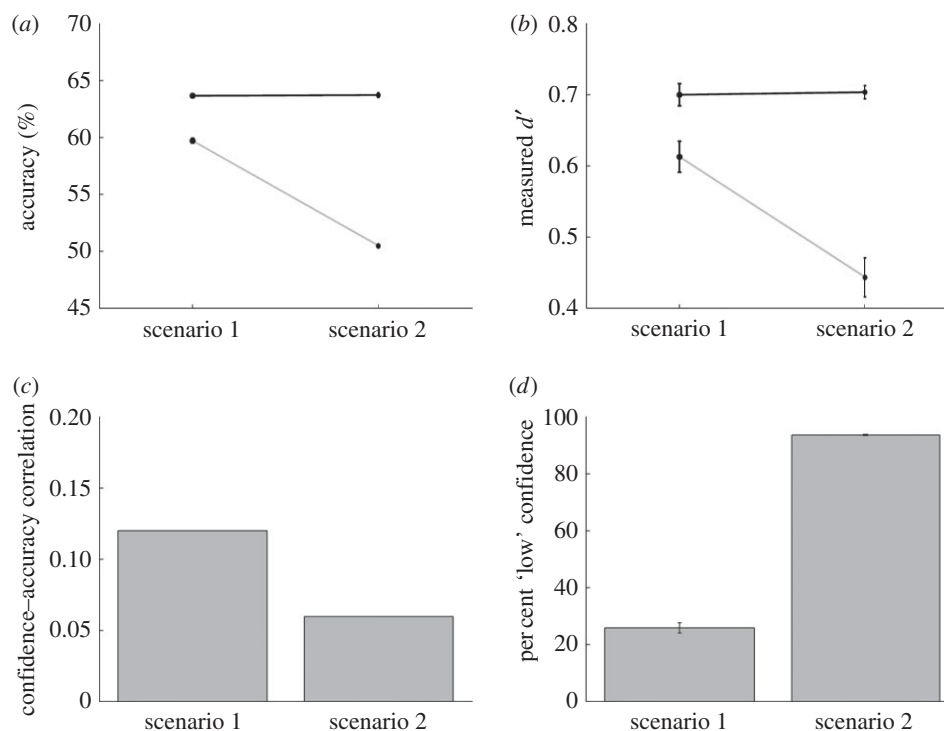 (a)
70
65
60
55
50
45
accuracy (%)
scenario 1
scenario 2
(b)
0.8
0.7
0.6
0.5
0.4
measured d′
scenario 1
scenario 2
(c)
0.20
0.15
0.10
0.05
0
confidence–accuracy correlation
scenario 1
scenario 2
(d)
100
80
60
40
20
0
per cent ‘low’ confidence
scenario 1
scenario 2